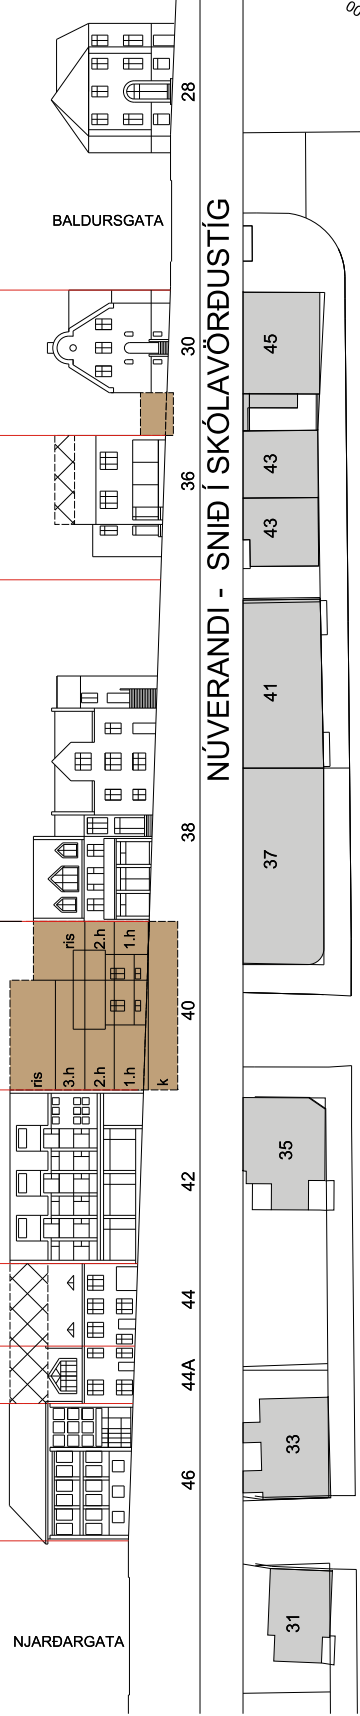 00
28
BALDURSGATA
NÚVERANDI - SNIÐ Í SKÓLAVÖRÐUSTÍG
30
45
36
43
43
41
38
37
ris
2.h
1.h
40
ris
3.h
2.h
1.h
k
42
35
44
44A
33
46
31
NJARÐARGATA